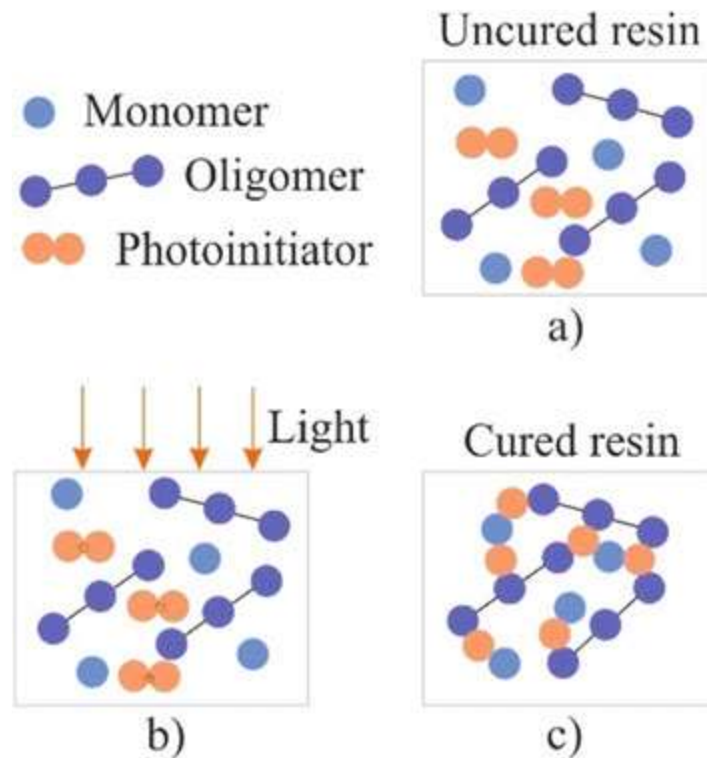 Uncured resin
Monomer
Oligomer
Photoinitiator
a)
Light
Cured resin
b)
c)